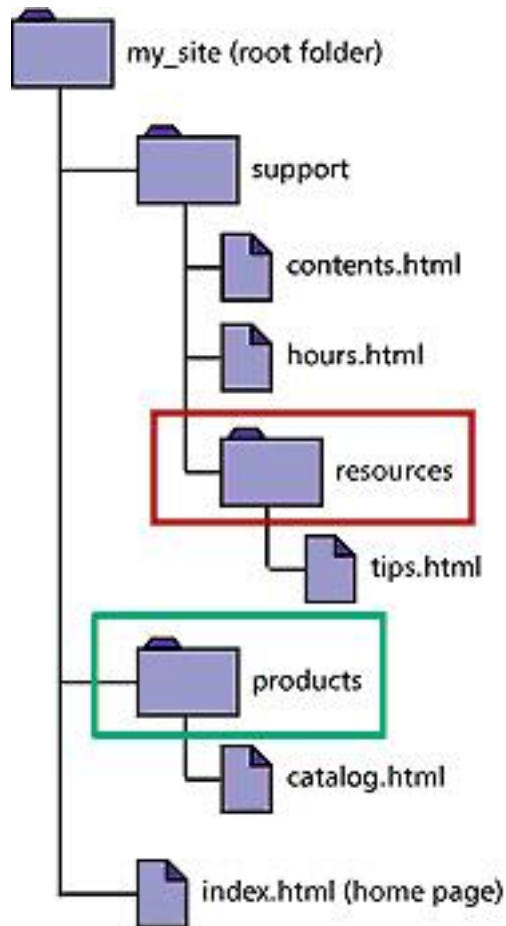 my_site (root folder)
support
contents.html
hours.html
resources
tips.html
products
catalog.html
index.html (home page)